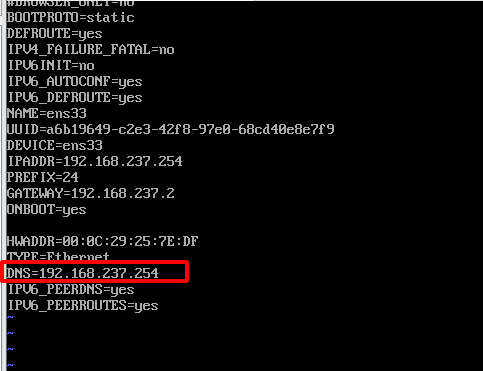 #BROWSER_ONLY=no
BOOTPROTO=static
DEFROUTE=yes
IPV4_FAILURE_FATAL=no
IPV6INIT=no
IPV6_AUTOCONF=yes
IPV6_DEFROUTE=yes
NAME=ens33
UUID=a6b19649-c2e3-42f8-97e0-68cd40e8e7f9
DEVICE=ens33
IPADDR=192.168.237.254
PREFIX=24
GATEWAY=192.168.237.2
ONBOOT=yes
HWADDR=00:0C:29:25:7E:DF
TYPE=Ethernet
DNS=192.168.237.254
IPV6_PEERDNS=yes
IPV6_PEERROUTES=yes
~
~
~
~